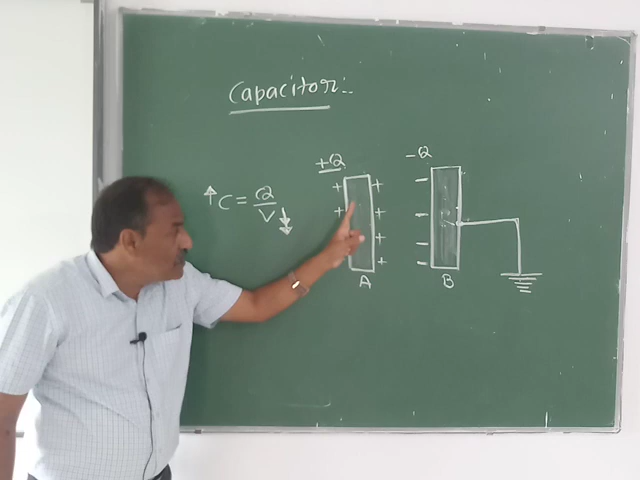 Capacitor:.
+Q
-Q
↑ C = Q/V ↓↓
+ +
+ +
+
+
− − − −
A
B